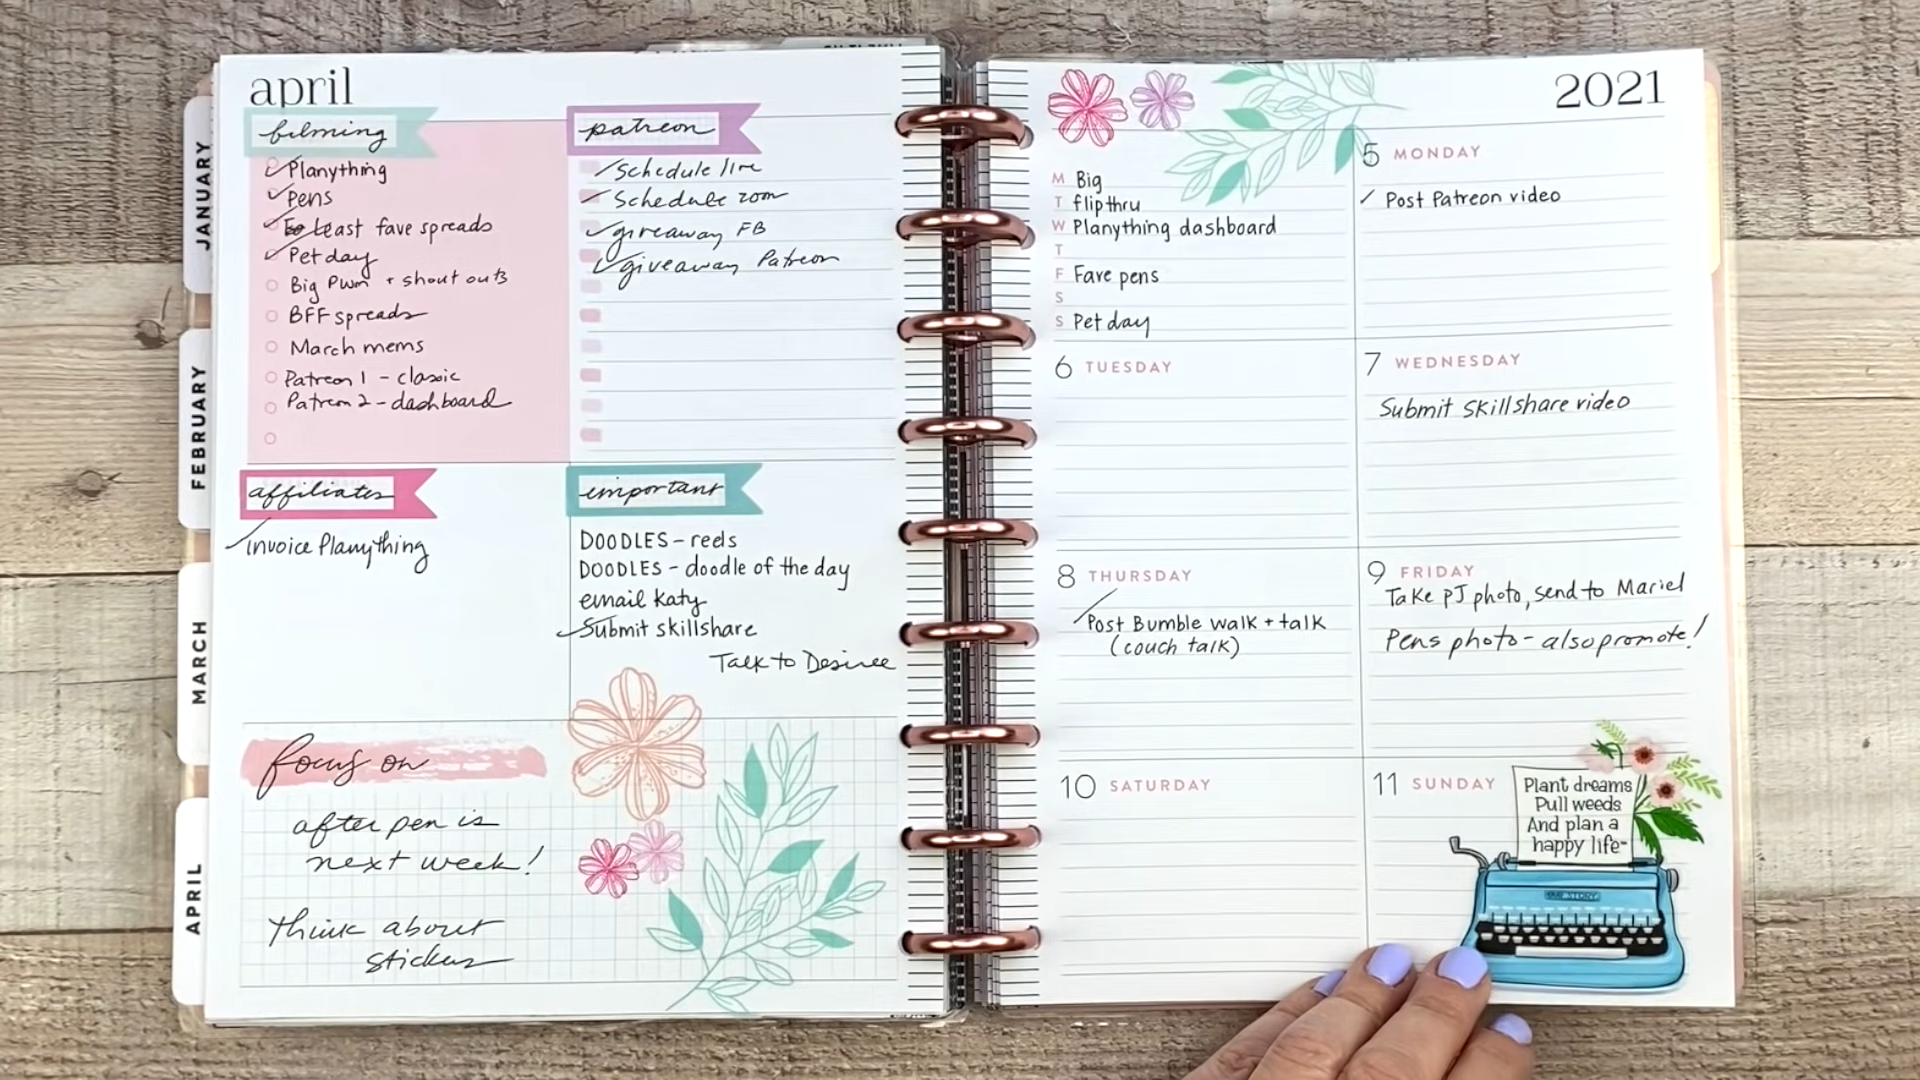 april
filming
Planything
Pens
Least fave spreads
Pet day
Big Pwm + shout outs
BFF spreads
March mems
Patreon 1 - classic
Patreon 2 - dashboard
patreon
Schedule live
Schedule zoom
giveaway FB
giveaway Patreon
affiliates
invoice Planything
important
DOODLES - reels
DOODLES - doodle of the day
email Katy
Submit skillshare
Talk to Desiree
focus on
after pen is
next week!
think about
stickers
JANUARY
FEBRUARY
MARCH
APRIL
2021
M Big
T flip thru
W Planything dashboard
T
F Fave pens
S
S Pet day
5 MONDAY
Post Patreon video
6 TUESDAY
7 WEDNESDAY
Submit skillshare video
8 THURSDAY
Post Bumble walk + talk
(couch talk)
9 FRIDAY
Take PJ photo, send to Mariel
Pens photo - also promote!
10 SATURDAY
11 SUNDAY
Plant dreams
Pull weeds
And plan a
happy life™